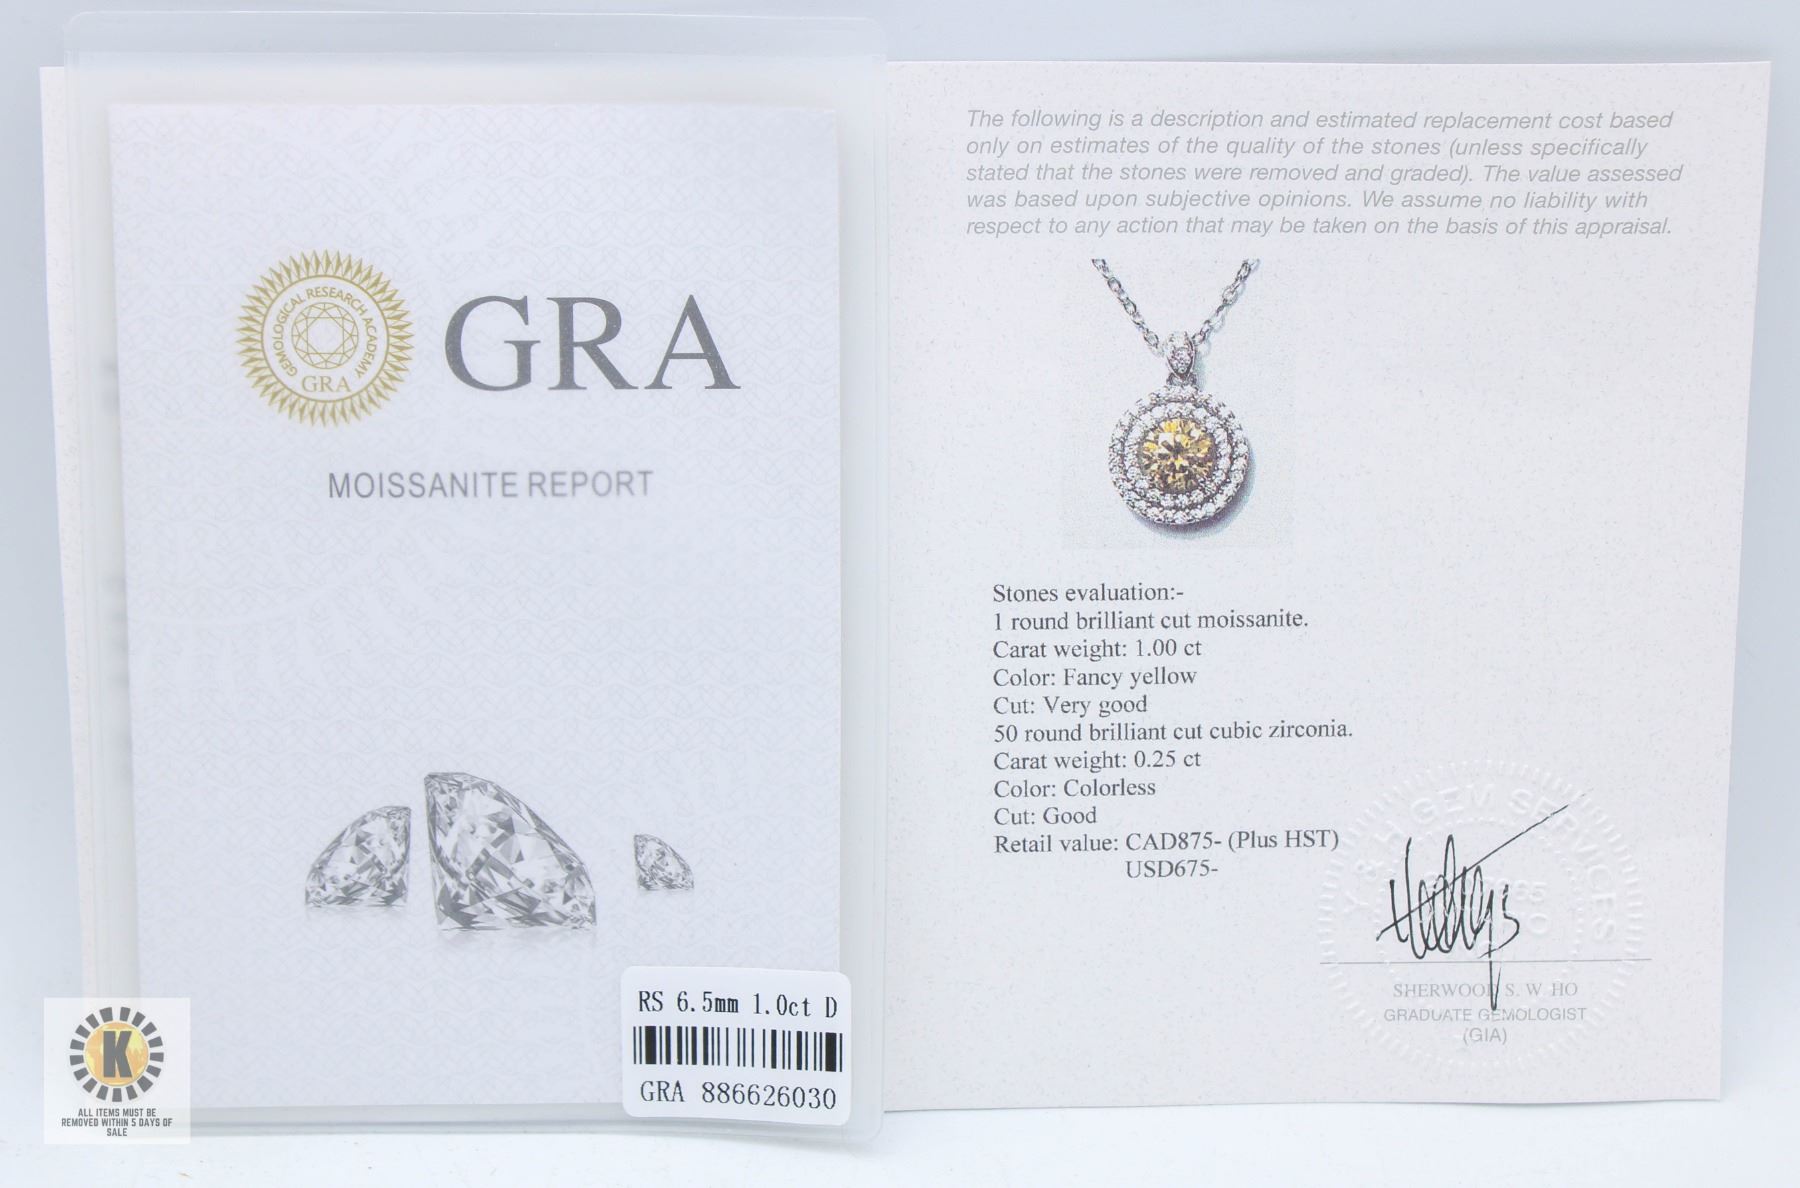 GEMOLOGICAL RESEARCH ACADEMY
GRA
GRA
MOISSANITE REPORT
RS 6.5mm 1.0ct D
GRA 886626030
K
ALL ITEMS MUST BE
REMOVED WITHIN 5 DAYS OF
SALE
The following is a description and estimated replacement cost based
only on estimates of the quality of the stones (unless specifically
stated that the stones were removed and graded). The value assessed
was based upon subjective opinions. We assume no liability with
respect to any action that may be taken on the basis of this appraisal.
Stones evaluation:-
1 round brilliant cut moissanite.
Carat weight: 1.00 ct
Color: Fancy yellow
Cut: Very good
50 round brilliant cut cubic zirconia.
Carat weight: 0.25 ct
Color: Colorless
Cut: Good
Retail value: CAD875- (Plus HST)
USD675-
GEM SERVICES
SHERWOOD S. W. HO
GRADUATE GEMOLOGIST
(GIA)